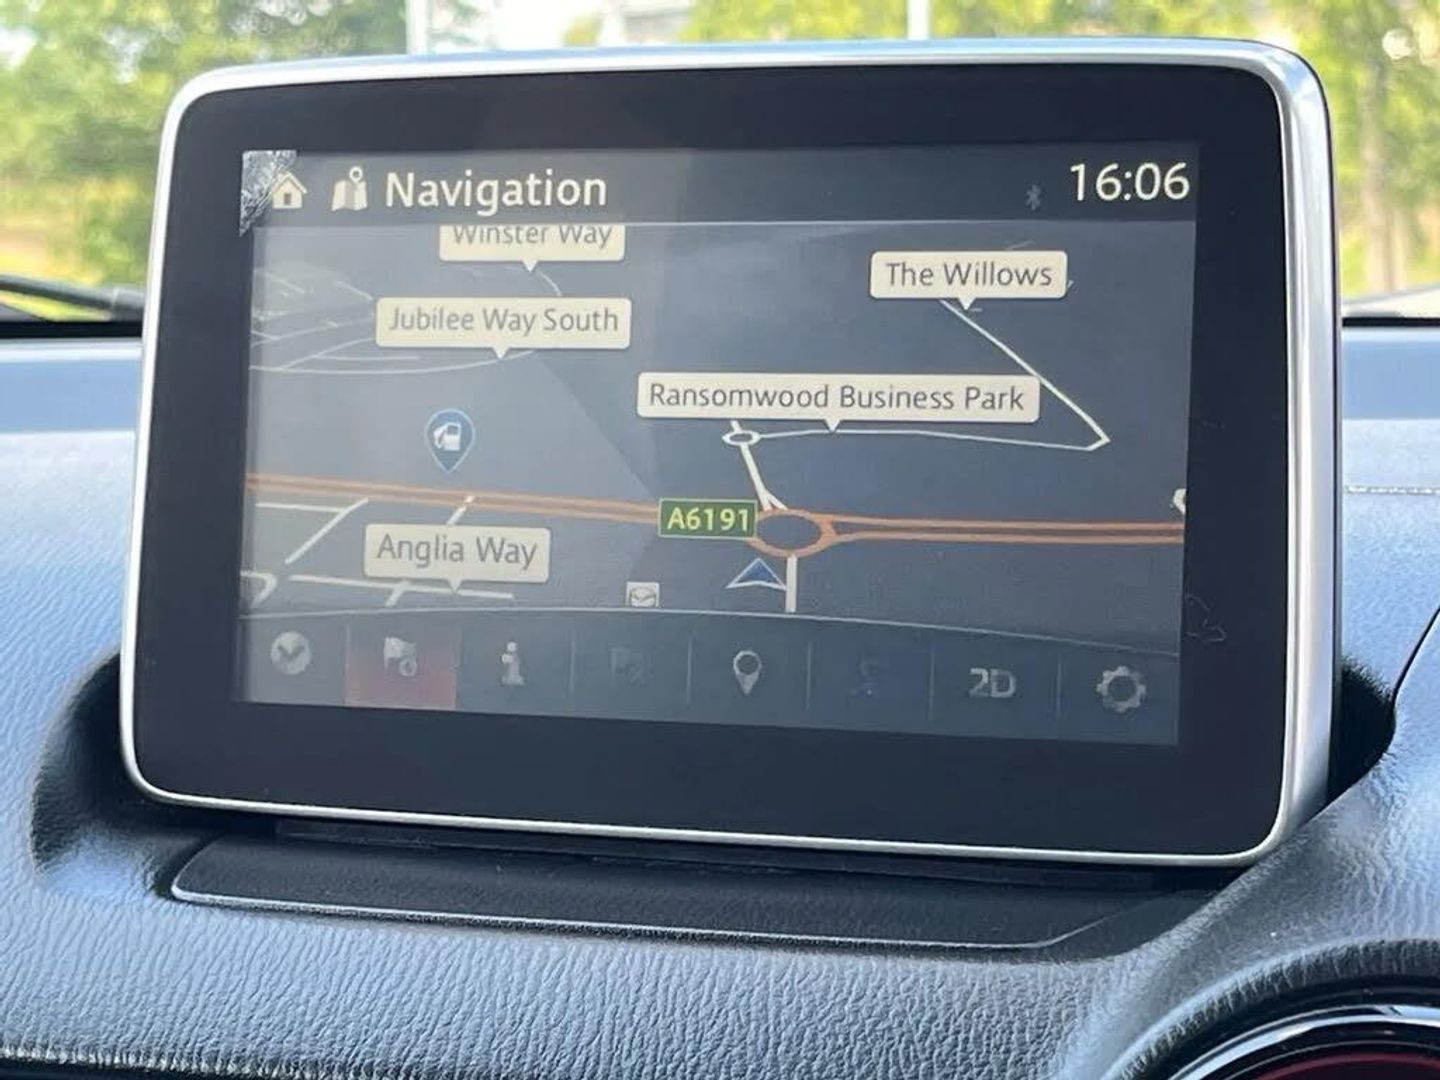 Navigation
16:06
Winster Way
The Willows
Jubilee Way South
Ransomwood Business Park
A6191
Anglia Way
2D